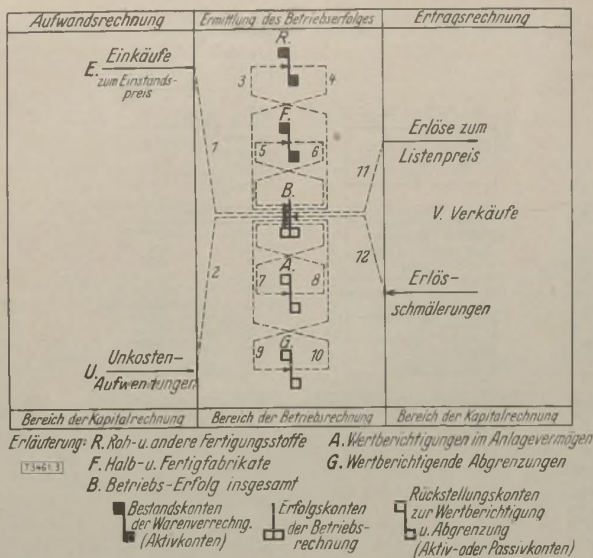 Aufwandsrechnung Ermittlung des Betriebserfolges Ertragsrechnung
R.
E. Einkäufe
zum Einstands-
preis
3 4
F.
1
5 6
Erlöse zum
Listenpreis
11
B.
V. Verkäufe
12
2
A.
7 8
Erlös-
schmälerungen
G.
9 10
U. Unkosten-
Aufwendungen
Bereich der Kapitalrechnung Bereich der Betriebsrechnung Bereich der Kapitalrechnung
Erläuterung: R. Roh- u. andere Fertigungsstoffe A. Wertberichtigungen im Anlagevermögen
T3461.3 F. Halb- u. Fertigfabrikate G. Wertberichtigende Abgrenzungen
B. Betriebs-Erfolg insgesamt
Bestandskonten
der Warenverrechng.
(Aktivkonten)
Erfolgskonten
der Betriebs-
rechnung
Rückstellungskonten
zur Wertberichtigung
u. Abgrenzung
(Aktiv- oder Passivkonten)